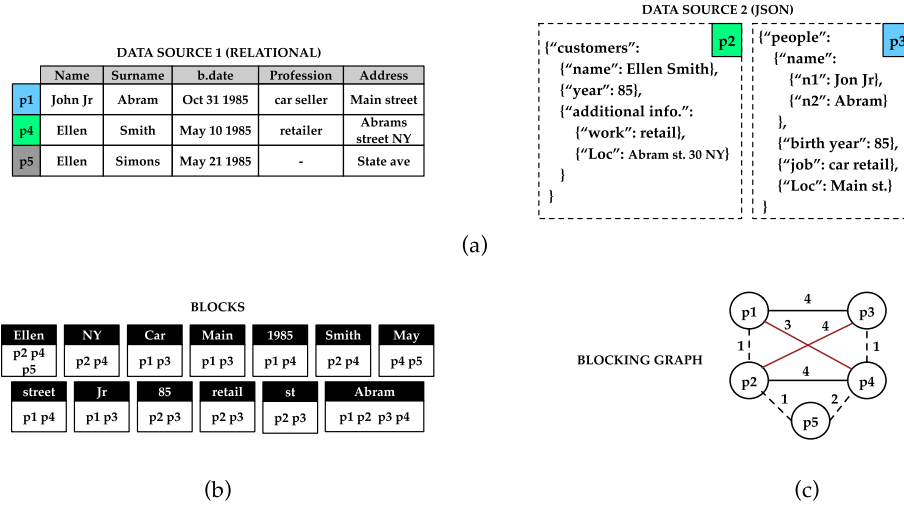 DATA SOURCE 1 (RELATIONAL)
Name Surname b.date Profession Address
p1 John Jr Abram Oct 31 1985 car seller Main street
p4 Ellen Smith May 10 1985 retailer Abrams street NY
p5 Ellen Simons May 21 1985 - State ave
DATA SOURCE 2 (JSON)
p2
{“customers”:
{“name”: Ellen Smith},
{“year”: 85},
{“additional info.”:
{“work”: retail},
{“Loc”: Abram st. 30 NY}
}
}
p3
{“people”:
{“name”:
{“n1”: Jon Jr},
{“n2”: Abram}
},
{“birth year”: 85},
{“job”: car retail},
{“Loc”: Main st.}
}
(a)
BLOCKS
Ellen NY Car Main 1985 Smith May
p2 p4 p5 p2 p4 p1 p3 p1 p3 p1 p4 p2 p4 p4 p5
street Jr 85 retail st Abram
p1 p4 p1 p3 p2 p3 p2 p3 p2 p3 p1 p2 p3 p4
(b)
BLOCKING GRAPH
p1 4 p3
3 4
1 1
p2 4 p4
1 2
p5
(c)